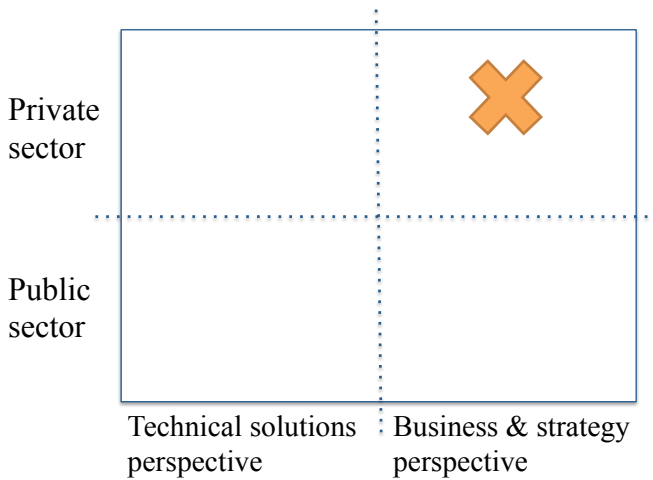 Private
sector
Public
sector
Technical solutions
perspective
Business & strategy
perspective